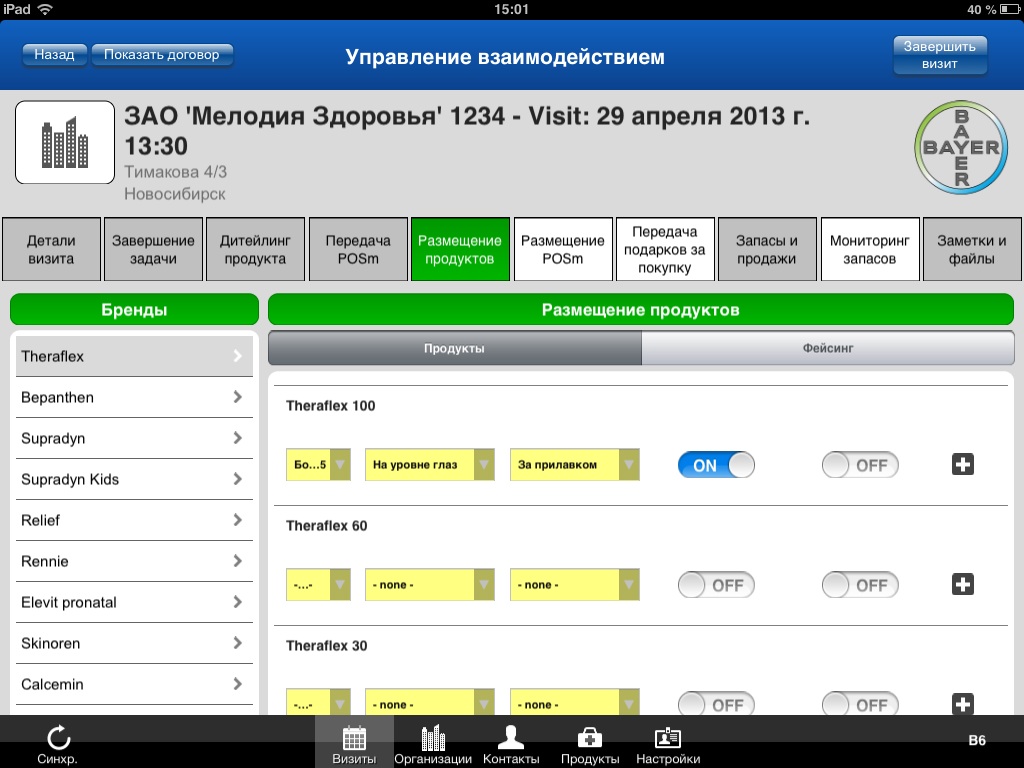 iPad 15:01 40 %
Назад Показать договор Управление взаимодействием Завершить
визит
ЗАО 'Мелодия Здоровья' 1234 - Visit: 29 апреля 2013 г.
13:30
Тимакова 4/3
Новосибирск
BAYER
BAYER
Детали
визита
Завершение
задачи
Дитейлинг
продукта
Передача
POSm
Размещение
продуктов
Размещение
POSm
Передача
подарков за
покупку
Запасы и
продажи
Мониторинг
запасов
Заметки и
файлы
Бренды
Theraflex
Bepanthen
Supradyn
Supradyn Kids
Relief
Rennie
Elevit pronatal
Skinoren
Calcemin
Размещение продуктов
Продукты Фейсинг
Theraflex 100
Бо...5 На уровне глаз За прилавком ON OFF
Theraflex 60
-...- - none - - none - OFF OFF
Theraflex 30
-...- - none - - none - OFF OFF
Синхр. Визиты Организации Контакты Продукты Настройки B6